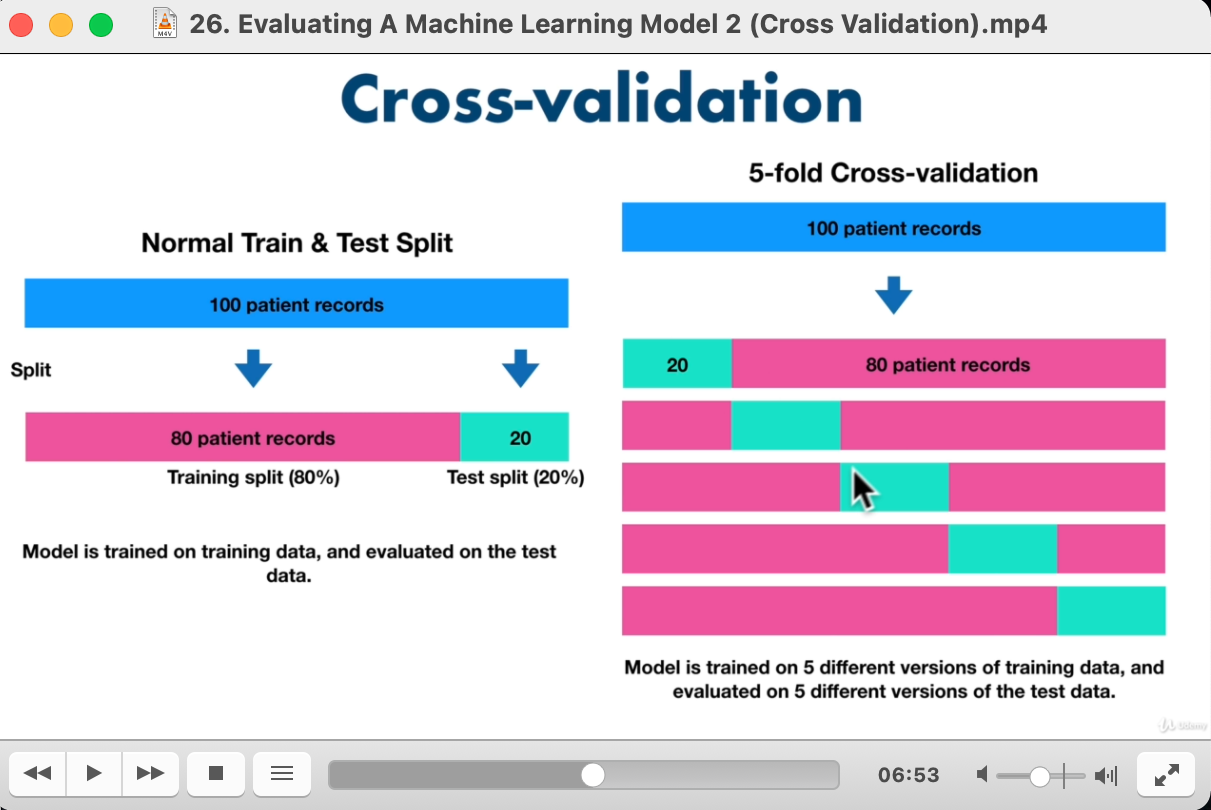 26. Evaluating A Machine Learning Model 2 (Cross Validation).mp4
Cross-validation
Normal Train & Test Split
100 patient records
Split
80 patient records
20
Training split (80%)
Test split (20%)
Model is trained on training data, and evaluated on the test
data.
5-fold Cross-validation
100 patient records
20
80 patient records
Model is trained on 5 different versions of training data, and
evaluated on 5 different versions of the test data.
Udemy
06:53